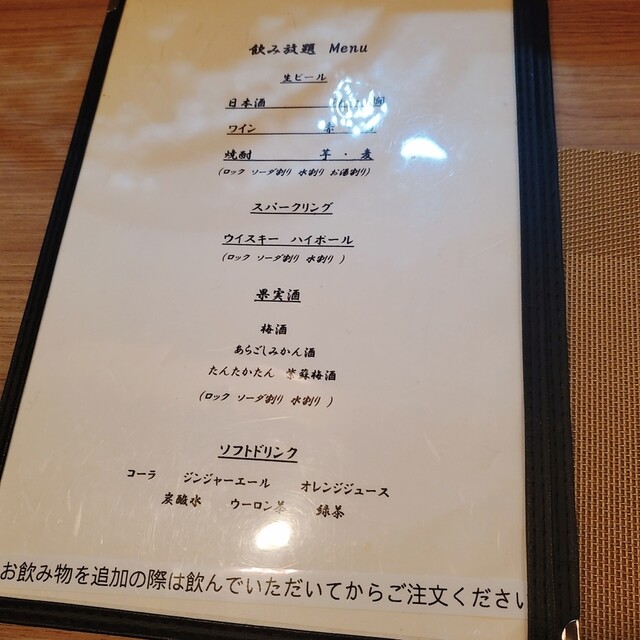 飲み放題 Menu
生ビール
日本酒
ワイン 赤・
焼酎 芋・麦
(ロック ソーダ割り 水割り お湯割り)
スパークリング
ウイスキー ハイボール
(ロック ソーダ割り 水割り )
果実酒
梅酒
あらごしみかん酒
たんたかたん 紫蘇梅酒
(ロック ソーダ割り 水割り )
ソフトドリンク
コーラ ジンジャーエール オレンジジュース
炭酸水 ウーロン茶 緑茶
お飲み物を追加の際は飲んでいただいてからご注文ください